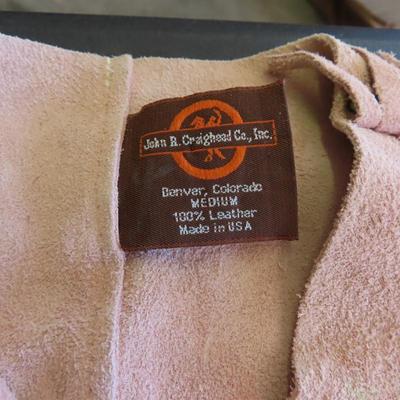 John R. Craighead Co., Inc.
Denver, Colorado
MEDIUM
100% Leather
Made in USA